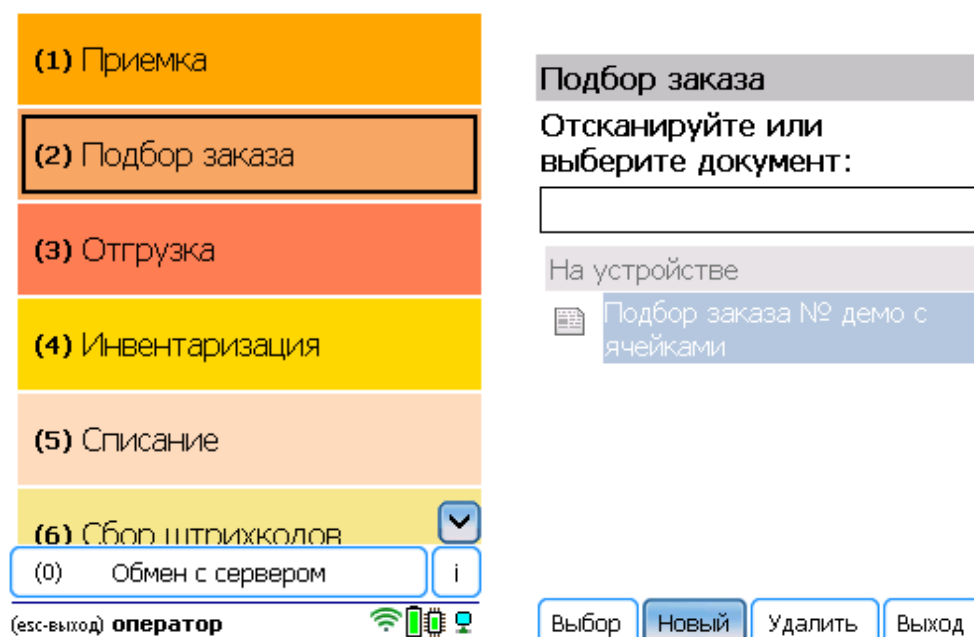 (1) Приемка
(2) Подбор заказа
(3) Отгрузка
(4) Инвентаризация
(5) Списание
(6) Сбор штрихкодов
(0) Обмен с сервером i
(esc-выход) оператор
Подбор заказа
Отсканируйте или
выберите документ:
На устройстве
Подбор заказа № демо с
ячейками
Выбор Новый Удалить Выход